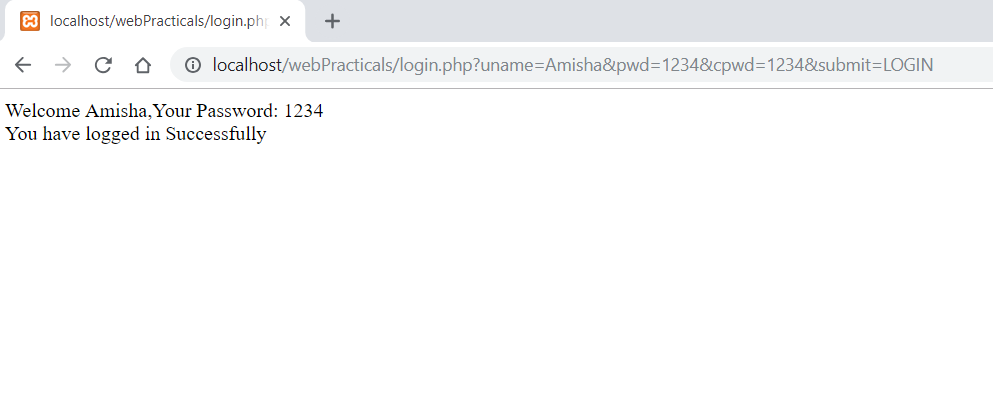 localhost/webPracticals/login.php
localhost/webPracticals/login.php?uname=Amisha&pwd=1234&cpwd=1234&submit=LOGIN
Welcome Amisha,Your Password: 1234
You have logged in Successfully